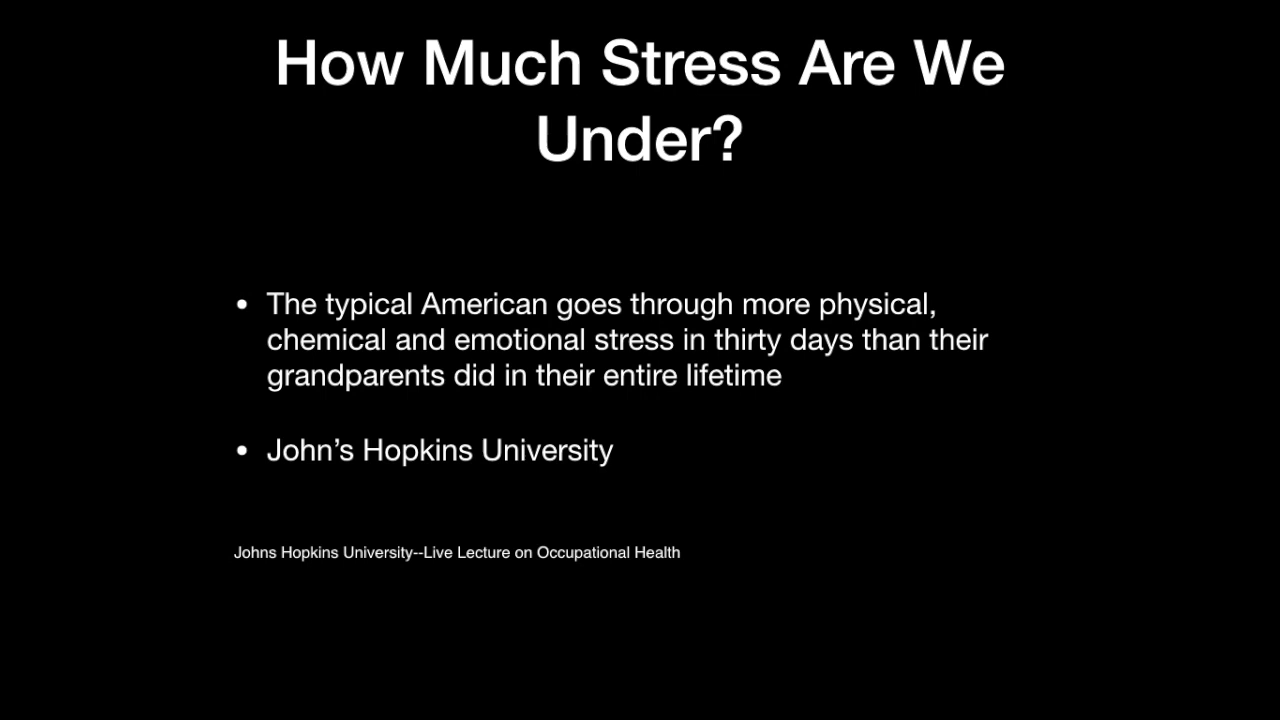 How Much Stress Are We
Under?
• The typical American goes through more physical,
chemical and emotional stress in thirty days than their
grandparents did in their entire lifetime
• John’s Hopkins University
Johns Hopkins University--Live Lecture on Occupational Health